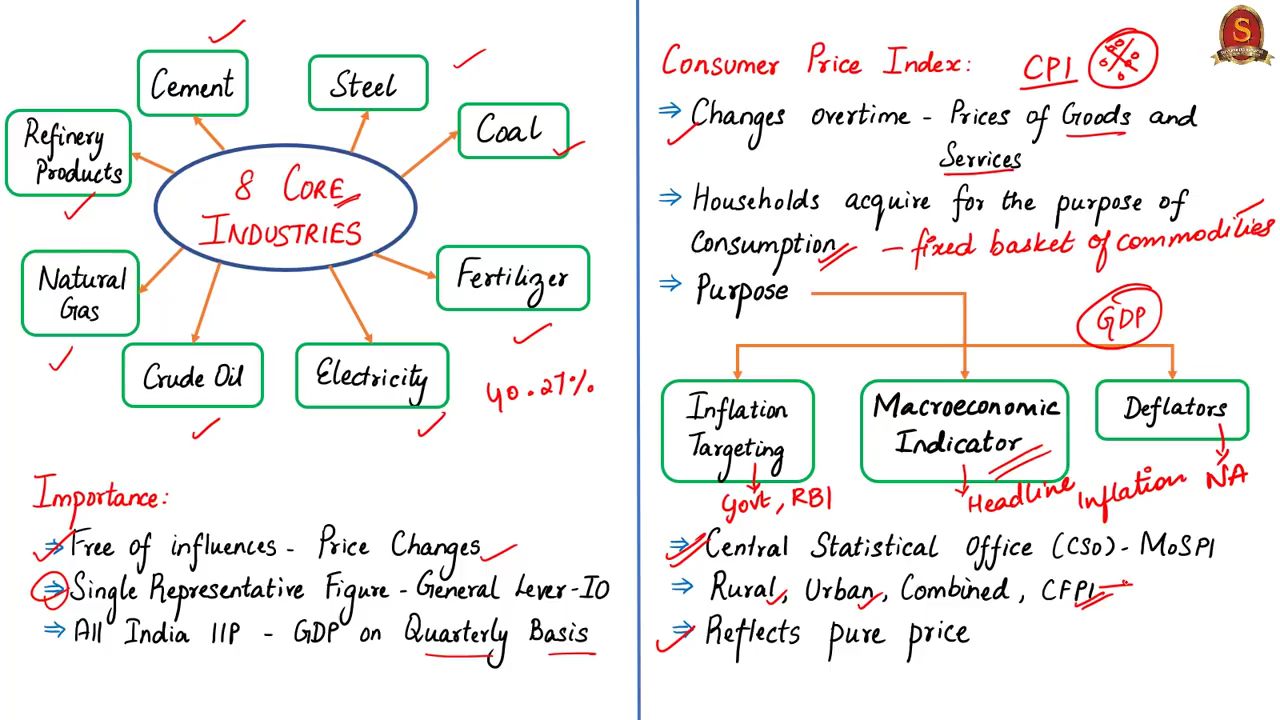 Cement
Steel
Coal
Refinery
Products
8 CORE
INDUSTRIES
Natural
Gas
Fertilizer
Crude Oil
Electricity
40.27%
Importance:
⇒ Free of influences - Price Changes
⇒ Single Representative Figure - General Lever - IO
⇒ All India IIP - GDP on Quarterly Basis
Consumer Price Index: CPI
⇒ Changes overtime - Prices of Goods and
Services
⇒ Households acquire for the purpose of
Consumption - fixed basket of commodities
⇒ Purpose
GDP
Inflation
Targeting
Macroeconomic
Indicator
Deflators
Govt, RBI
Headline Inflation
NA
⇒ Central Statistical Office (CSO) - MoSPI
⇒ Rural, Urban, Combined, CFPI
⇒ Reflects pure price
S